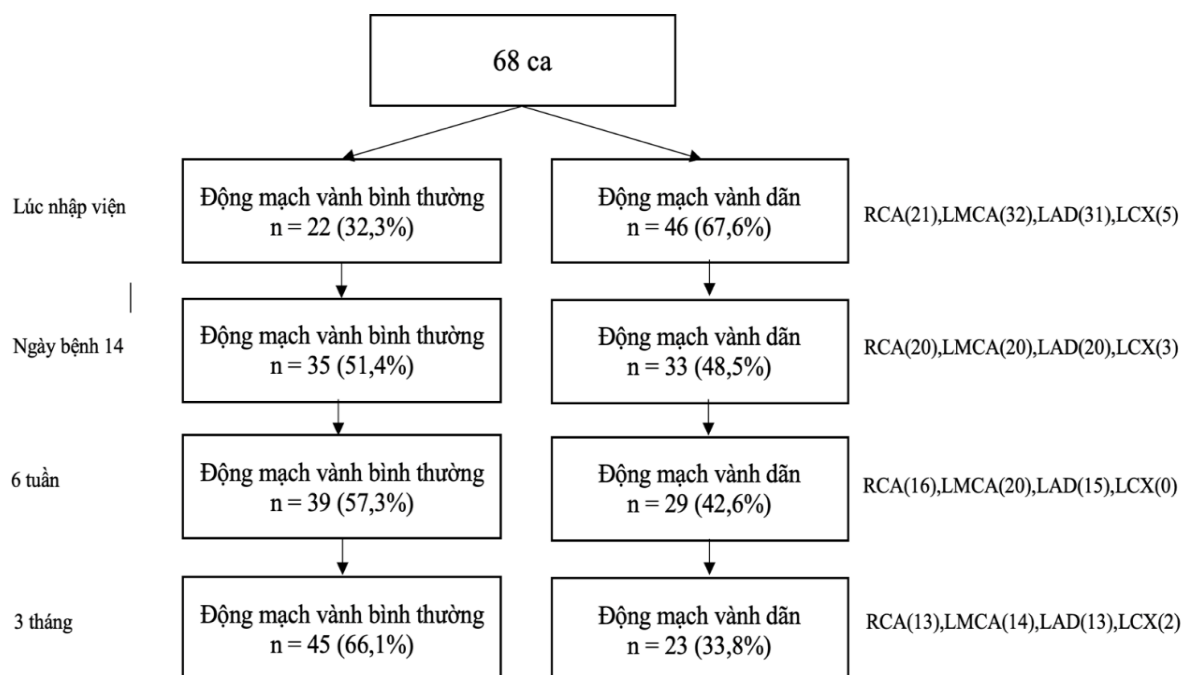 68 ca
Lúc nhập viện
Động mạch vành bình thường
n = 22 (32,3%)
Động mạch vành dãn
n = 46 (67,6%)
RCA(21),LMCA(32),LAD(31),LCX(5)
Ngày bệnh 14
Động mạch vành bình thường
n = 35 (51,4%)
Động mạch vành dãn
n = 33 (48,5%)
RCA(20),LMCA(20),LAD(20),LCX(3)
6 tuần
Động mạch vành bình thường
n = 39 (57,3%)
Động mạch vành dãn
n = 29 (42,6%)
RCA(16),LMCA(20),LAD(15),LCX(0)
3 tháng
Động mạch vành bình thường
n = 45 (66,1%)
Động mạch vành dãn
n = 23 (33,8%)
RCA(13),LMCA(14),LAD(13),LCX(2)